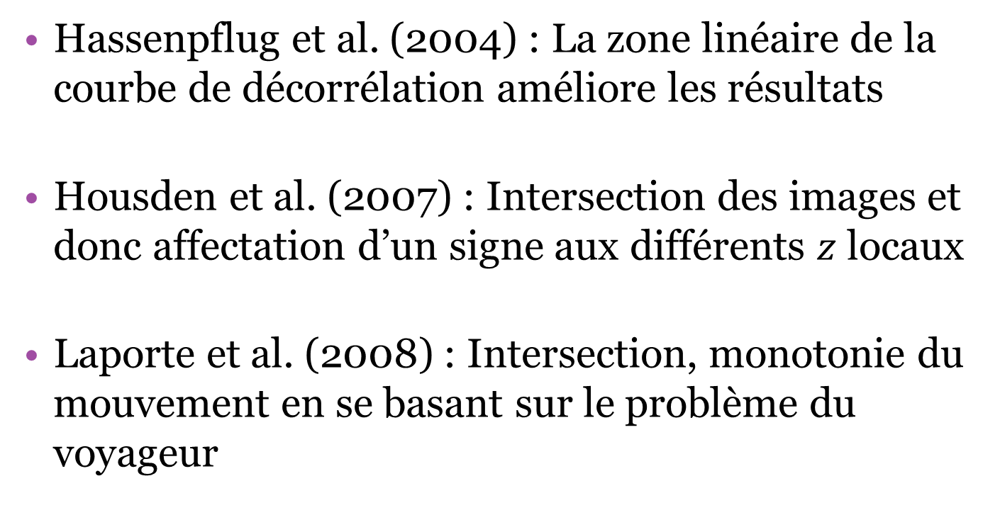 • Hassenpflug et al. (2004) : La zone linéaire de la
courbe de décorrélation améliore les résultats
• Housden et al. (2007) : Intersection des images et
donc affectation d’un signe aux différents z locaux
• Laporte et al. (2008) : Intersection, monotonie du
mouvement en se basant sur le problème du
voyageur